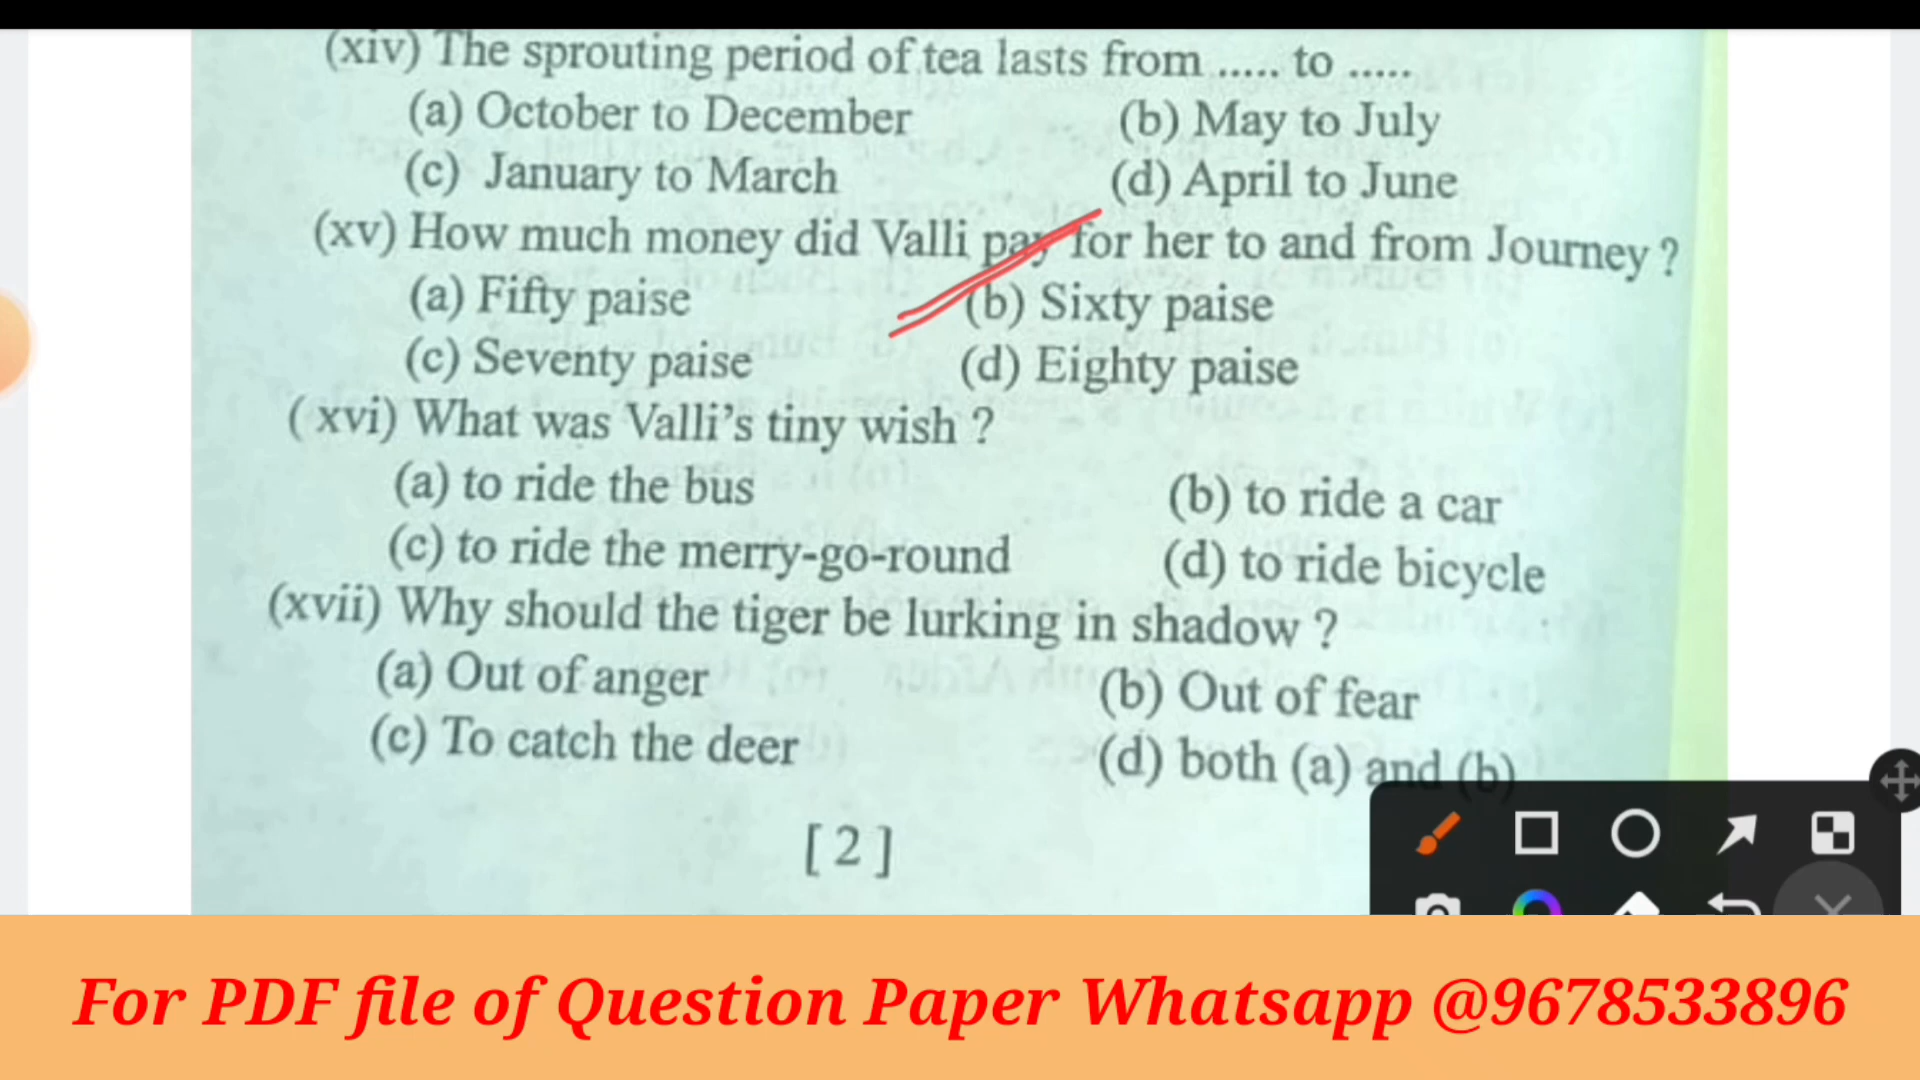 (xiv) The sprouting period of tea lasts from ..... to .....
(a) October to December (b) May to July
(c) January to March (d) April to June
(xv) How much money did Valli pay for her to and from Journey ?
(a) Fifty paise (b) Sixty paise
(c) Seventy paise (d) Eighty paise
( xvi) What was Valli's tiny wish ?
(a) to ride the bus (b) to ride a car
(c) to ride the merry-go-round (d) to ride bicycle
(xvii) Why should the tiger be lurking in shadow ?
(a) Out of anger (b) Out of fear
(c) To catch the deer (d) both (a) and (b)
[ 2 ]
For PDF file of Question Paper Whatsapp @9678533896